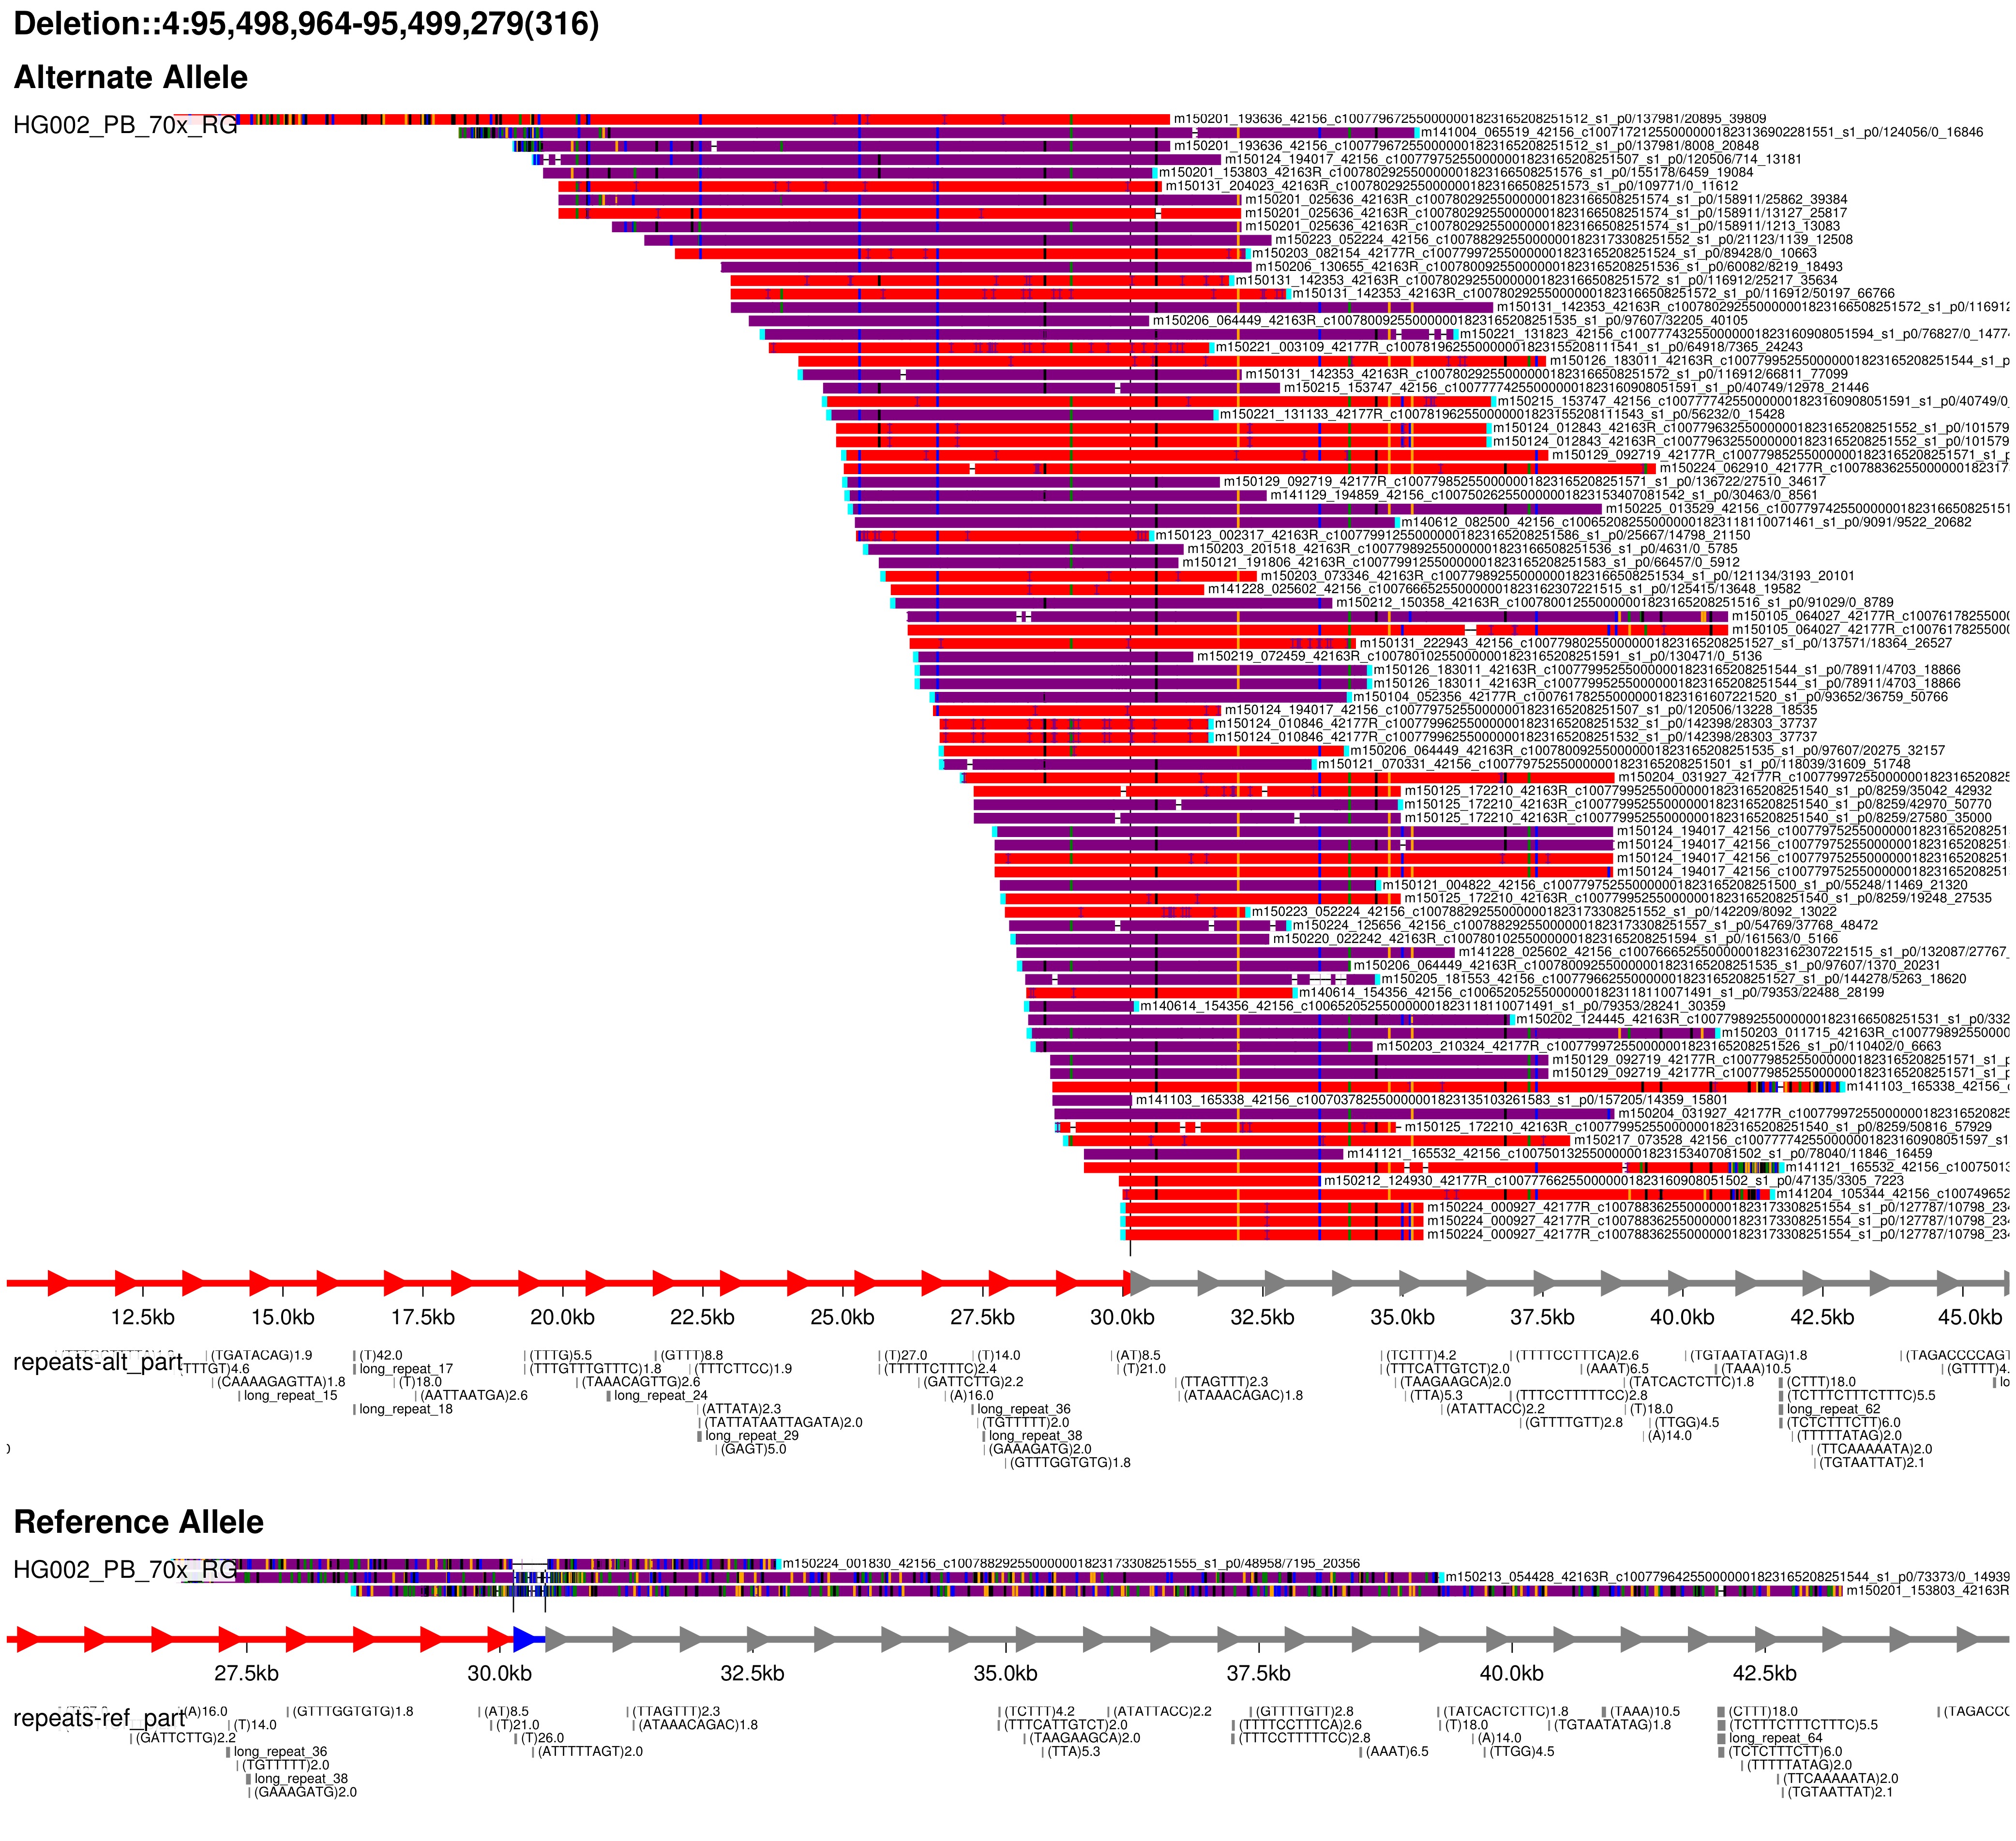 Deletion::4:95,498,964-95,499,279(316)
Alternate Allele
HG002_PB_70x_RG
m150201_193636_42156_c100779672550000001823165208251512_s1_p0/137981/20895_39809
m141004_065519_42156_c100717212550000001823136902281551_s1_p0/124056/0_16846
m150201_193636_42156_c100779672550000001823165208251512_s1_p0/137981/8008_20848
m150124_194017_42156_c100779752550000001823165208251507_s1_p0/120506/714_13181
m150201_153803_42163R_c100780292550000001823166508251576_s1_p0/155178/6459_19084
m150131_204023_42163R_c100780292550000001823166508251573_s1_p0/109771/0_11612
m150201_025636_42163R_c100780292550000001823166508251574_s1_p0/158911/25862_39384
m150201_025636_42163R_c100780292550000001823166508251574_s1_p0/158911/13127_25817
m150201_025636_42163R_c100780292550000001823166508251574_s1_p0/158911/1213_13083
m150223_052224_42156_c100788292550000001823173308251552_s1_p0/21123/1139_12508
m150203_082154_42177R_c100779972550000001823165208251524_s1_p0/89428/0_10663
m150206_130655_42163R_c100780092550000001823165208251536_s1_p0/60082/8219_18493
m150131_142353_42163R_c100780292550000001823166508251572_s1_p0/116912/25217_35634
m150131_142353_42163R_c100780292550000001823166508251572_s1_p0/116912/50197_66766
m150131_142353_42163R_c100780292550000001823166508251572_s1_p0/116912
m150206_064449_42163R_c100780092550000001823165208251535_s1_p0/97607/32205_40105
m150221_131823_42156_c100777432550000001823160908051594_s1_p0/76827/0_1477
m150221_003109_42177R_c100781962550000001823155208111541_s1_p0/64918/7365_24243
m150126_183011_42163R_c100779952550000001823165208251544_s1_p
m150131_142353_42163R_c100780292550000001823166508251572_s1_p0/116912/66811_77099
m150215_153747_42156_c100777742550000001823160908051591_s1_p0/40749/12978_21446
m150215_153747_42156_c100777742550000001823160908051591_s1_p0/40749/0
m150221_131133_42177R_c100781962550000001823155208111543_s1_p0/56232/0_15428
m150124_012843_42163R_c100779632550000001823165208251552_s1_p0/101579
m150124_012843_42163R_c100779632550000001823165208251552_s1_p0/101579
m150129_092719_42177R_c100779852550000001823165208251571_s1_p
m150224_062910_42177R_c10078836255000000182317
m150129_092719_42177R_c100779852550000001823165208251571_s1_p0/136722/27510_34617
m141129_194859_42156_c100750262550000001823153407081542_s1_p0/30463/0_8561
m150225_013529_42156_c10077974255000000182316650825151
m140612_082500_42156_c100652082550000001823118110071461_s1_p0/9091/9522_20682
m150123_002317_42163R_c100779912550000001823165208251586_s1_p0/25667/14798_21150
m150203_201518_42163R_c100779892550000001823166508251536_s1_p0/4631/0_5785
m150121_191806_42163R_c100779912550000001823165208251583_s1_p0/66457/0_5912
m150203_073346_42163R_c100779892550000001823166508251534_s1_p0/121134/3193_20101
m141228_025602_42156_c100766652550000001823162307221515_s1_p0/125415/13648_19582
m150212_150358_42163R_c100780012550000001823165208251516_s1_p0/91029/0_8789
m150105_064027_42177R_c1007617825500
m150105_064027_42177R_c1007617825500
m150131_222943_42156_c100779802550000001823165208251527_s1_p0/137571/18364_26527
m150219_072459_42163R_c100780102550000001823165208251591_s1_p0/130471/0_5136
m150126_183011_42163R_c100779952550000001823165208251544_s1_p0/78911/4703_18866
m150126_183011_42163R_c100779952550000001823165208251544_s1_p0/78911/4703_18866
m150104_052356_42177R_c100761782550000001823161607221520_s1_p0/93652/36759_50766
m150124_194017_42156_c100779752550000001823165208251507_s1_p0/120506/13228_18535
m150124_010846_42177R_c100779962550000001823165208251532_s1_p0/142398/28303_37737
m150124_010846_42177R_c100779962550000001823165208251532_s1_p0/142398/28303_37737
m150206_064449_42163R_c100780092550000001823165208251535_s1_p0/97607/20275_32157
m150121_070331_42156_c100779752550000001823165208251501_s1_p0/118039/31609_51748
m150204_031927_42177R_c10077997255000000182316520825
m150125_172210_42163R_c100779952550000001823165208251540_s1_p0/8259/35042_42932
m150125_172210_42163R_c100779952550000001823165208251540_s1_p0/8259/42970_50770
m150125_172210_42163R_c100779952550000001823165208251540_s1_p0/8259/27580_35000
m150124_194017_42156_c100779752550000001823165208251
m150124_194017_42156_c100779752550000001823165208251
m150124_194017_42156_c100779752550000001823165208251
m150124_194017_42156_c100779752550000001823165208251
m150121_004822_42156_c100779752550000001823165208251500_s1_p0/55248/11469_21320
m150125_172210_42163R_c100779952550000001823165208251540_s1_p0/8259/19248_27535
m150223_052224_42156_c100788292550000001823173308251552_s1_p0/142209/8092_13022
m150224_125656_42156_c100788292550000001823173308251557_s1_p0/54769/37768_48472
m150220_022242_42163R_c100780102550000001823165208251594_s1_p0/161563/0_5166
m141228_025602_42156_c100766652550000001823162307221515_s1_p0/132087/27767_
m150206_064449_42163R_c100780092550000001823165208251535_s1_p0/97607/1370_20231
m150205_181553_42156_c100779662550000001823165208251527_s1_p0/144278/5263_18620
m140614_154356_42156_c100652052550000001823118110071491_s1_p0/79353/22488_28199
m140614_154356_42156_c100652052550000001823118110071491_s1_p0/79353/28241_30359
m150202_124445_42163R_c100779892550000001823166508251531_s1_p0/332
m150203_011715_42163R_c100779892550000
m150203_210324_42177R_c100779972550000001823165208251526_s1_p0/110402/0_6663
m150129_092719_42177R_c100779852550000001823165208251571_s1_p
m150129_092719_42177R_c100779852550000001823165208251571_s1_p
m141103_165338_42156_
m141103_165338_42156_c100703782550000001823135103261583_s1_p0/157205/14359_15801
m150204_031927_42177R_c10077997255000000182316520825
m150125_172210_42163R_c100779952550000001823165208251540_s1_p0/8259/50816_57929
m150217_073528_42156_c100777742550000001823160908051597_s1
m141121_165532_42156_c100750132550000001823153407081502_s1_p0/78040/11846_16459
m141121_165532_42156_c10075013
m150212_124930_42177R_c100777662550000001823160908051502_s1_p0/47135/3305_7223
m141204_105344_42156_c100749652
m150224_000927_42177R_c100788362550000001823173308251554_s1_p0/127787/10798_23
m150224_000927_42177R_c100788362550000001823173308251554_s1_p0/127787/10798_23
m150224_000927_42177R_c100788362550000001823173308251554_s1_p0/127787/10798_23
12.5kb 15.0kb 17.5kb 20.0kb 22.5kb 25.0kb 27.5kb 30.0kb 32.5kb 35.0kb 37.5kb 40.0kb 42.5kb 45.0kb
repeats-alt_part
(TGATACAG)1.9 (T)42.0 (TTTG)5.5 (GTTT)8.8 (T)27.0 (T)14.0 (AT)8.5 (TCTTT)4.2 (TTTTCCTTTCA)2.6 (TGTAATATAG)1.8 (TAGACCCCAGT
TTTGT)4.6 long_repeat_17 (TTTGTTTGTTTC)1.8 (TTTCTTCC)1.9 (TTTTTCTTTC)2.4 (T)21.0 (TTTCATTGTCT)2.0 (AAAT)6.5 (TAAA)10.5 (GTTTT)4.
(CAAAAGAGTTA)1.8 (T)18.0 (TAAACAGTTG)2.6 (GATTCTTG)2.2 (TTAGTTT)2.3 (TAAGAAGCA)2.0 (TATCACTCTTC)1.8 (CTTT)18.0 lo
long_repeat_15 (AATTAATGA)2.6 long_repeat_24 (A)16.0 (ATAAACAGAC)1.8 (TTA)5.3 (TTTCCTTTTTCC)2.8 (TCTTTCTTTCTTTC)5.5
long_repeat_18 (ATTATA)2.3 long_repeat_36 (ATATTACC)2.2 (T)18.0 long_repeat_62
(TATTATAATTAGATA)2.0 (TGTTTTT)2.0 (GTTTTGTT)2.8 (TTGG)4.5 (TCTCTTTCTT)6.0
long_repeat_29 long_repeat_38 (A)14.0 (TTTTTATAG)2.0
(GAGT)5.0 (GAAAGATG)2.0 (TTCAAAAATA)2.0
(GTTTGGTGTG)1.8 (TGTAATTAT)2.1
Reference Allele
HG002_PB_70x_RG
m150224_001830_42156_c100788292550000001823173308251555_s1_p0/48958/7195_20356
m150213_054428_42163R_c100779642550000001823165208251544_s1_p0/73373/0_14939
m150201_153803_42163R
27.5kb 30.0kb 32.5kb 35.0kb 37.5kb 40.0kb 42.5kb
repeats-ref_part
(A)16.0 (GTTTGGTGTG)1.8 (AT)8.5 (TTAGTTT)2.3 (TCTTT)4.2 (ATATTACC)2.2 (GTTTTGTT)2.8 (TATCACTCTTC)1.8 (TAAA)10.5 (CTTT)18.0 (TAGACCC
(T)14.0 (T)21.0 (ATAAACAGAC)1.8 (TTTCATTGTCT)2.0 (TTTTCCTTTCA)2.6 (T)18.0 (TGTAATATAG)1.8 (TCTTTCTTTCTTTC)5.5
(GATTCTTG)2.2 (T)26.0 (TAAGAAGCA)2.0 (TTTCCTTTTTCC)2.8 (A)14.0 long_repeat_64
long_repeat_36 (ATTTTTAGT)2.0 (TTA)5.3 (AAAT)6.5 (TTGG)4.5 (TCTCTTTCTT)6.0
(TGTTTTT)2.0 (TTTTTATAG)2.0
long_repeat_38 (TTCAAAAATA)2.0
(GAAAGATG)2.0 (TGTAATTAT)2.1